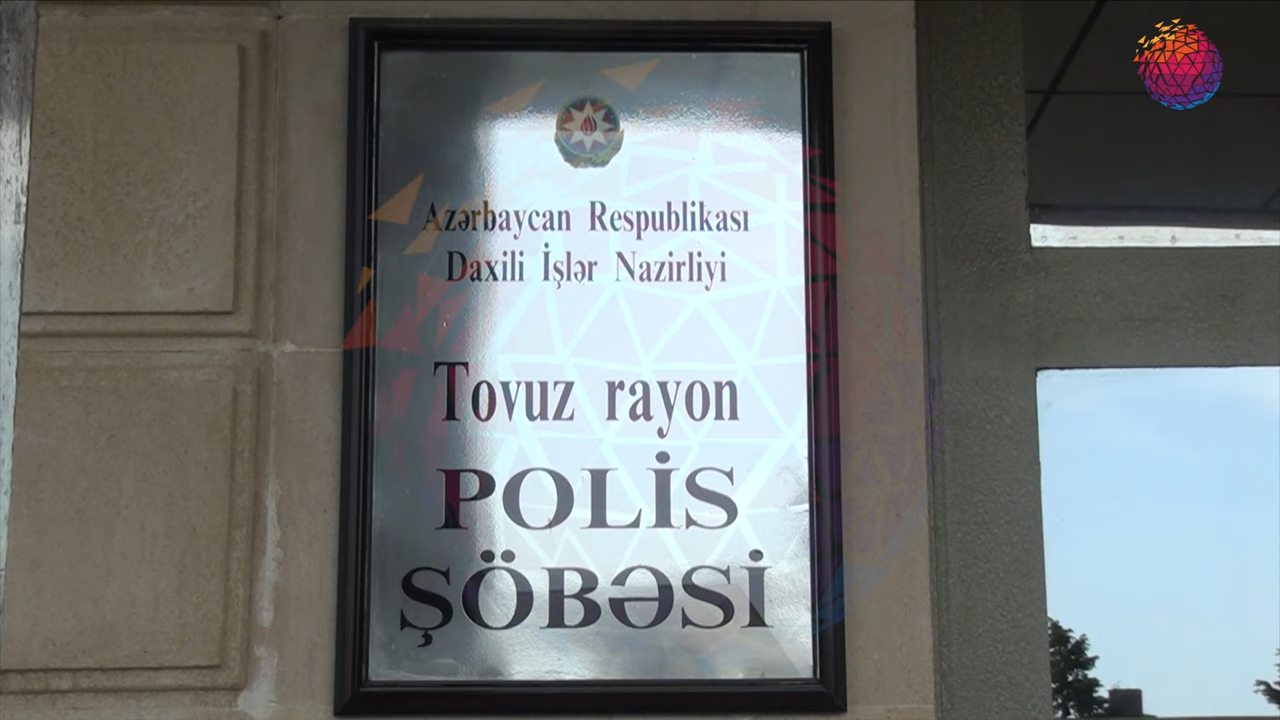 Azərbaycan Respublikası
Daxili İşlər Nazirliyi
Tovuz rayon
POLİS
ŞÖBƏSİ